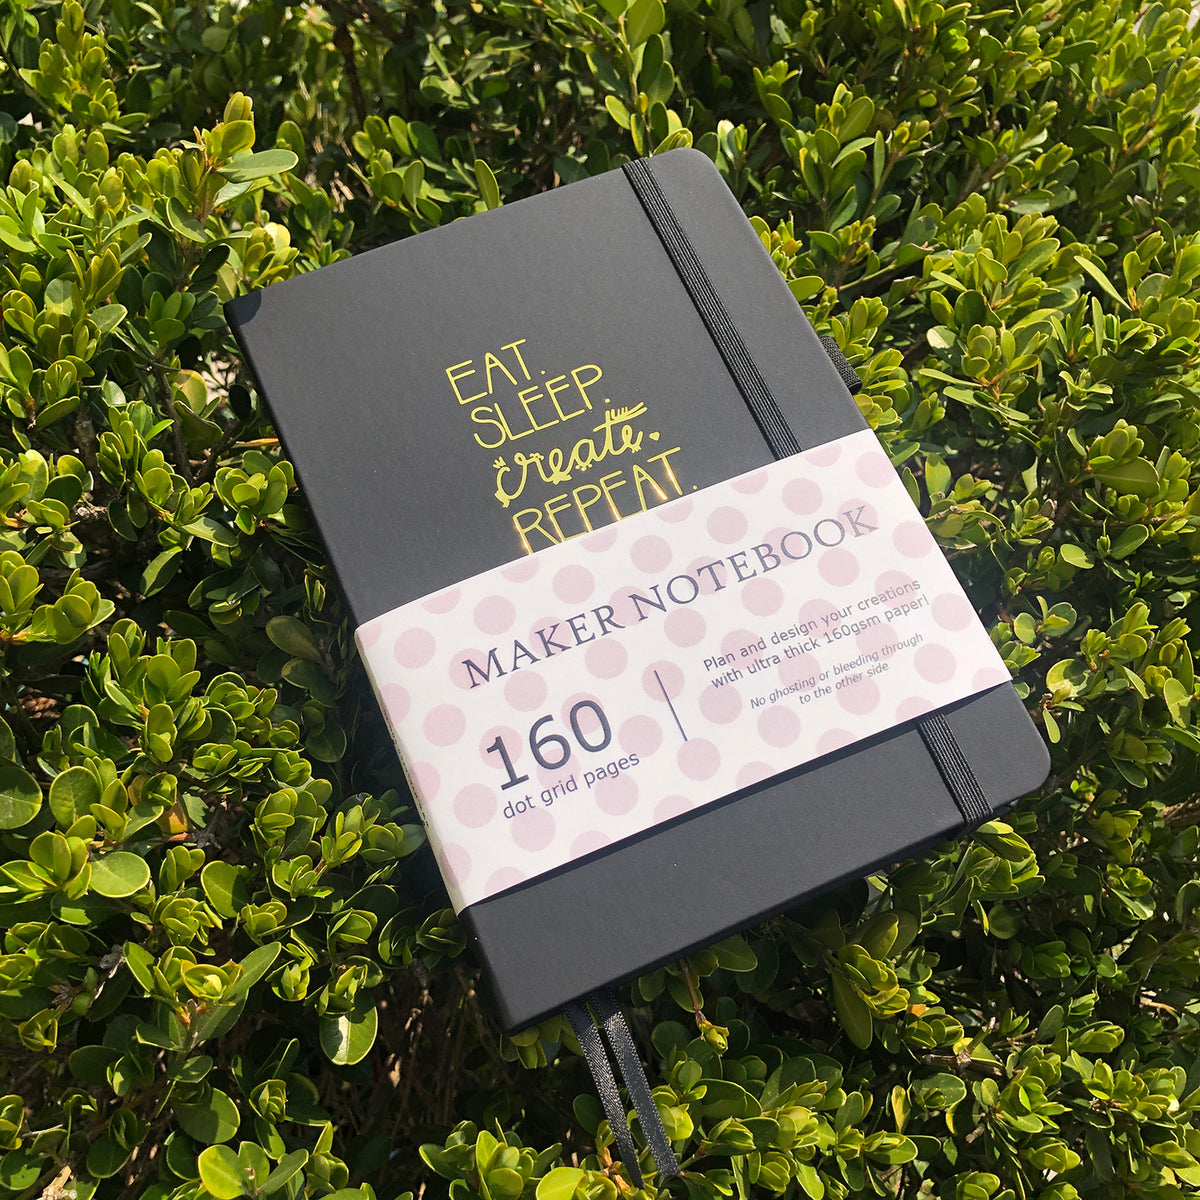 EAT.
SLEEP.
create.
REPEAT.
MAKER NOTEBOOK
160
dot grid pages
Plan and design your creations
with ultra thick 160gsm paper!
No ghosting or bleeding through
to the other side